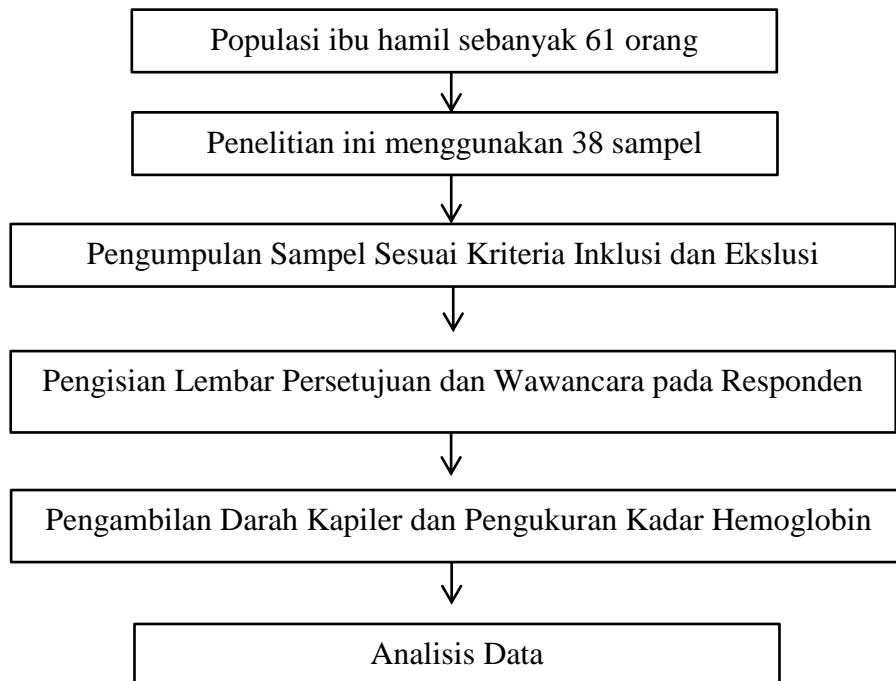 Populasi ibu hamil sebanyak 61 orang
Penelitian ini menggunakan 38 sampel
Pengumpulan Sampel Sesuai Kriteria Inklusi dan Ekslusi
Pengisian Lembar Persetujuan dan Wawancara pada Responden
Pengambilan Darah Kapiler dan Pengukuran Kadar Hemoglobin
Analisis Data